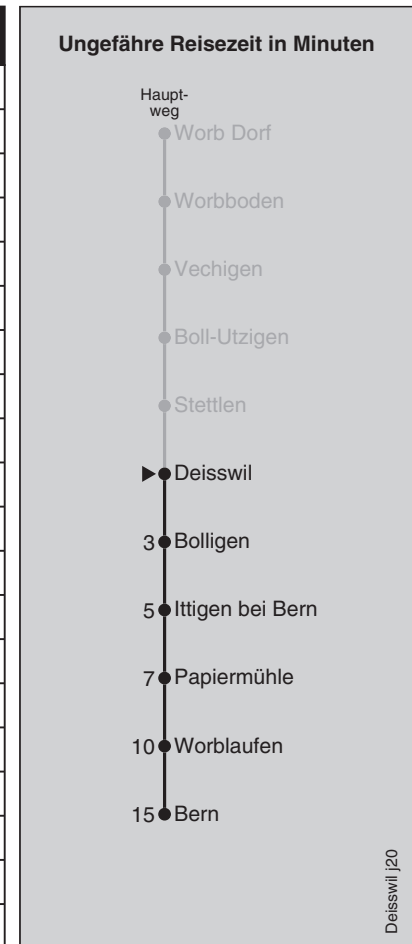 Ungefähre Reisezeit in Minuten
Haupt-
weg
Worb Dorf
Worbboden
Vechigen
Boll-Utzigen
Stettlen
Deisswil
3 Bolligen
5 Ittigen bei Bern
7 Papiermühle
10 Worblaufen
15 Bern
Deisswil j20